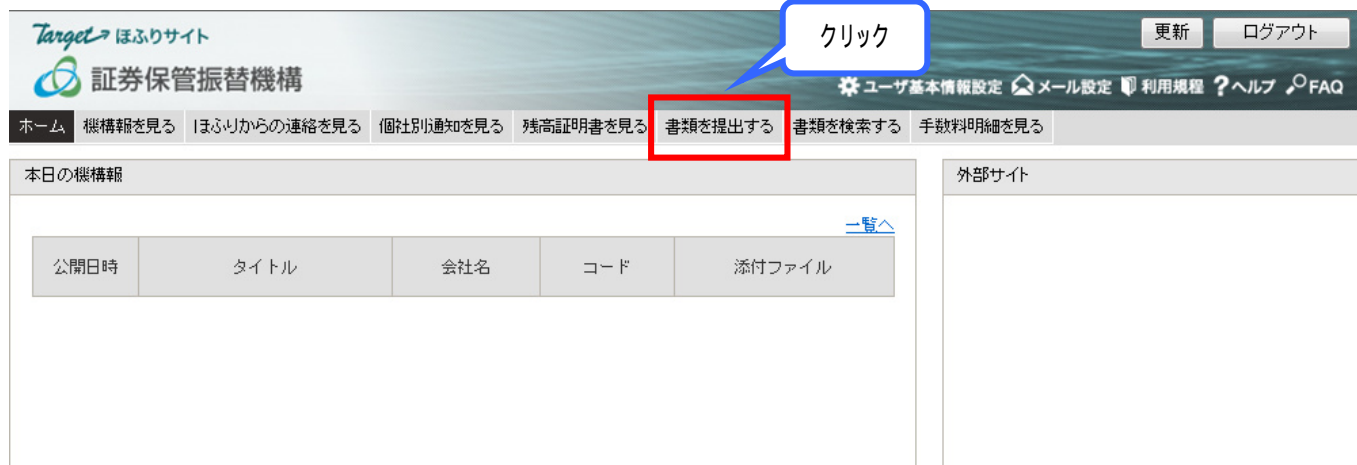 Target ほふりサイト
クリック
更新 ログアウト
証券保管振替機構
ユーザ基本情報設定 メール設定 利用規程 ?ヘルプ FAQ
ホーム 機構報を見る ほふりからの連絡を見る 個社別通知を見る 残高証明書を見る 書類を提出する 書類を検索する 手数料明細を見る
本日の機構報
外部サイト
一覧へ
公開日時 タイトル 会社名 コード 添付ファイル